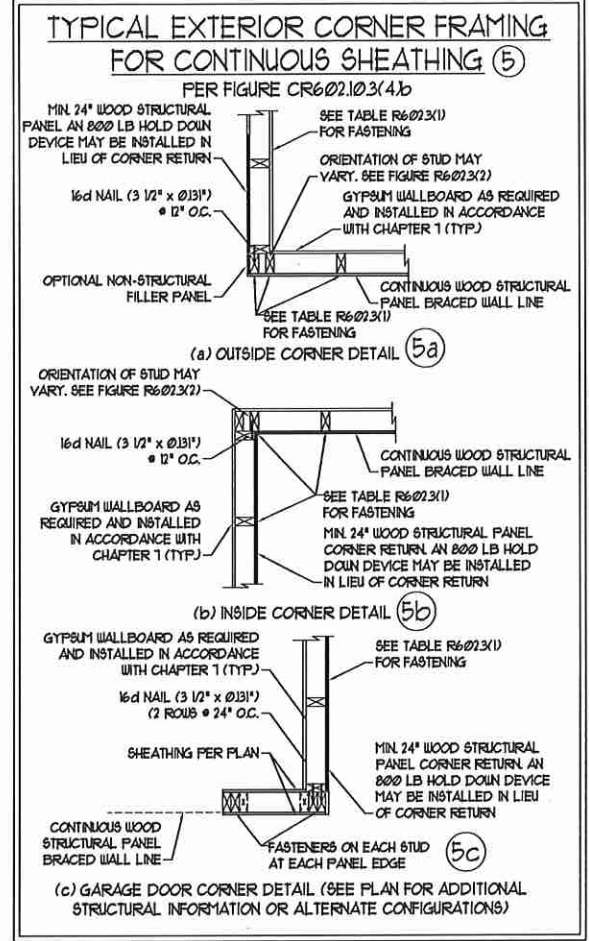 TYPICAL EXTERIOR CORNER FRAMING
FOR CONTINUOUS SHEATHING 5
PER FIGURE CR602.10.3(4)b
MIN. 24" WOOD STRUCTURAL
PANEL AN 800 LB HOLD DOWN
DEVICE MAY BE INSTALLED IN
LIEU OF CORNER RETURN
SEE TABLE R602.3(1)
FOR FASTENING
ORIENTATION OF STUD MAY
VARY. SEE FIGURE R602.3(2)
16d NAIL (3 1/2" x Ø.131")
@ 12" O.C.
GYPSUM WALLBOARD AS REQUIRED
AND INSTALLED IN ACCORDANCE
WITH CHAPTER 7 (TYP.)
OPTIONAL NON-STRUCTURAL
FILLER PANEL
CONTINUOUS WOOD STRUCTURAL
PANEL BRACED WALL LINE
SEE TABLE R602.3(1)
FOR FASTENING
(a) OUTSIDE CORNER DETAIL 5a
ORIENTATION OF STUD MAY
VARY. SEE FIGURE R602.3(2)
16d NAIL (3 1/2" x Ø.131")
@ 12" O.C.
CONTINUOUS WOOD STRUCTURAL
PANEL BRACED WALL LINE
SEE TABLE R602.3(1)
FOR FASTENING
GYPSUM WALLBOARD AS
REQUIRED AND INSTALLED
IN ACCORDANCE WITH
CHAPTER 7 (TYP.)
MIN. 24" WOOD STRUCTURAL PANEL
CORNER RETURN. AN 800 LB HOLD
DOWN DEVICE MAY BE INSTALLED
IN LIEU OF CORNER RETURN
(b) INSIDE CORNER DETAIL 5b
GYPSUM WALLBOARD AS REQUIRED
AND INSTALLED IN ACCORDANCE
WITH CHAPTER 7 (TYP.)
SEE TABLE R602.3(1)
FOR FASTENING
16d NAIL (3 1/2" x Ø.131")
(2 ROWS @ 24" O.C.
SHEATHING PER PLAN
MIN. 24" WOOD STRUCTURAL
PANEL CORNER RETURN. AN
800 LB HOLD DOWN DEVICE
MAY BE INSTALLED IN LIEU
OF CORNER RETURN
CONTINUOUS WOOD
STRUCTURAL PANEL
BRACED WALL LINE
FASTENERS ON EACH STUD
AT EACH PANEL EDGE
5c
(c) GARAGE DOOR CORNER DETAIL (SEE PLAN FOR ADDITIONAL
STRUCTURAL INFORMATION OR ALTERNATE CONFIGURATIONS)